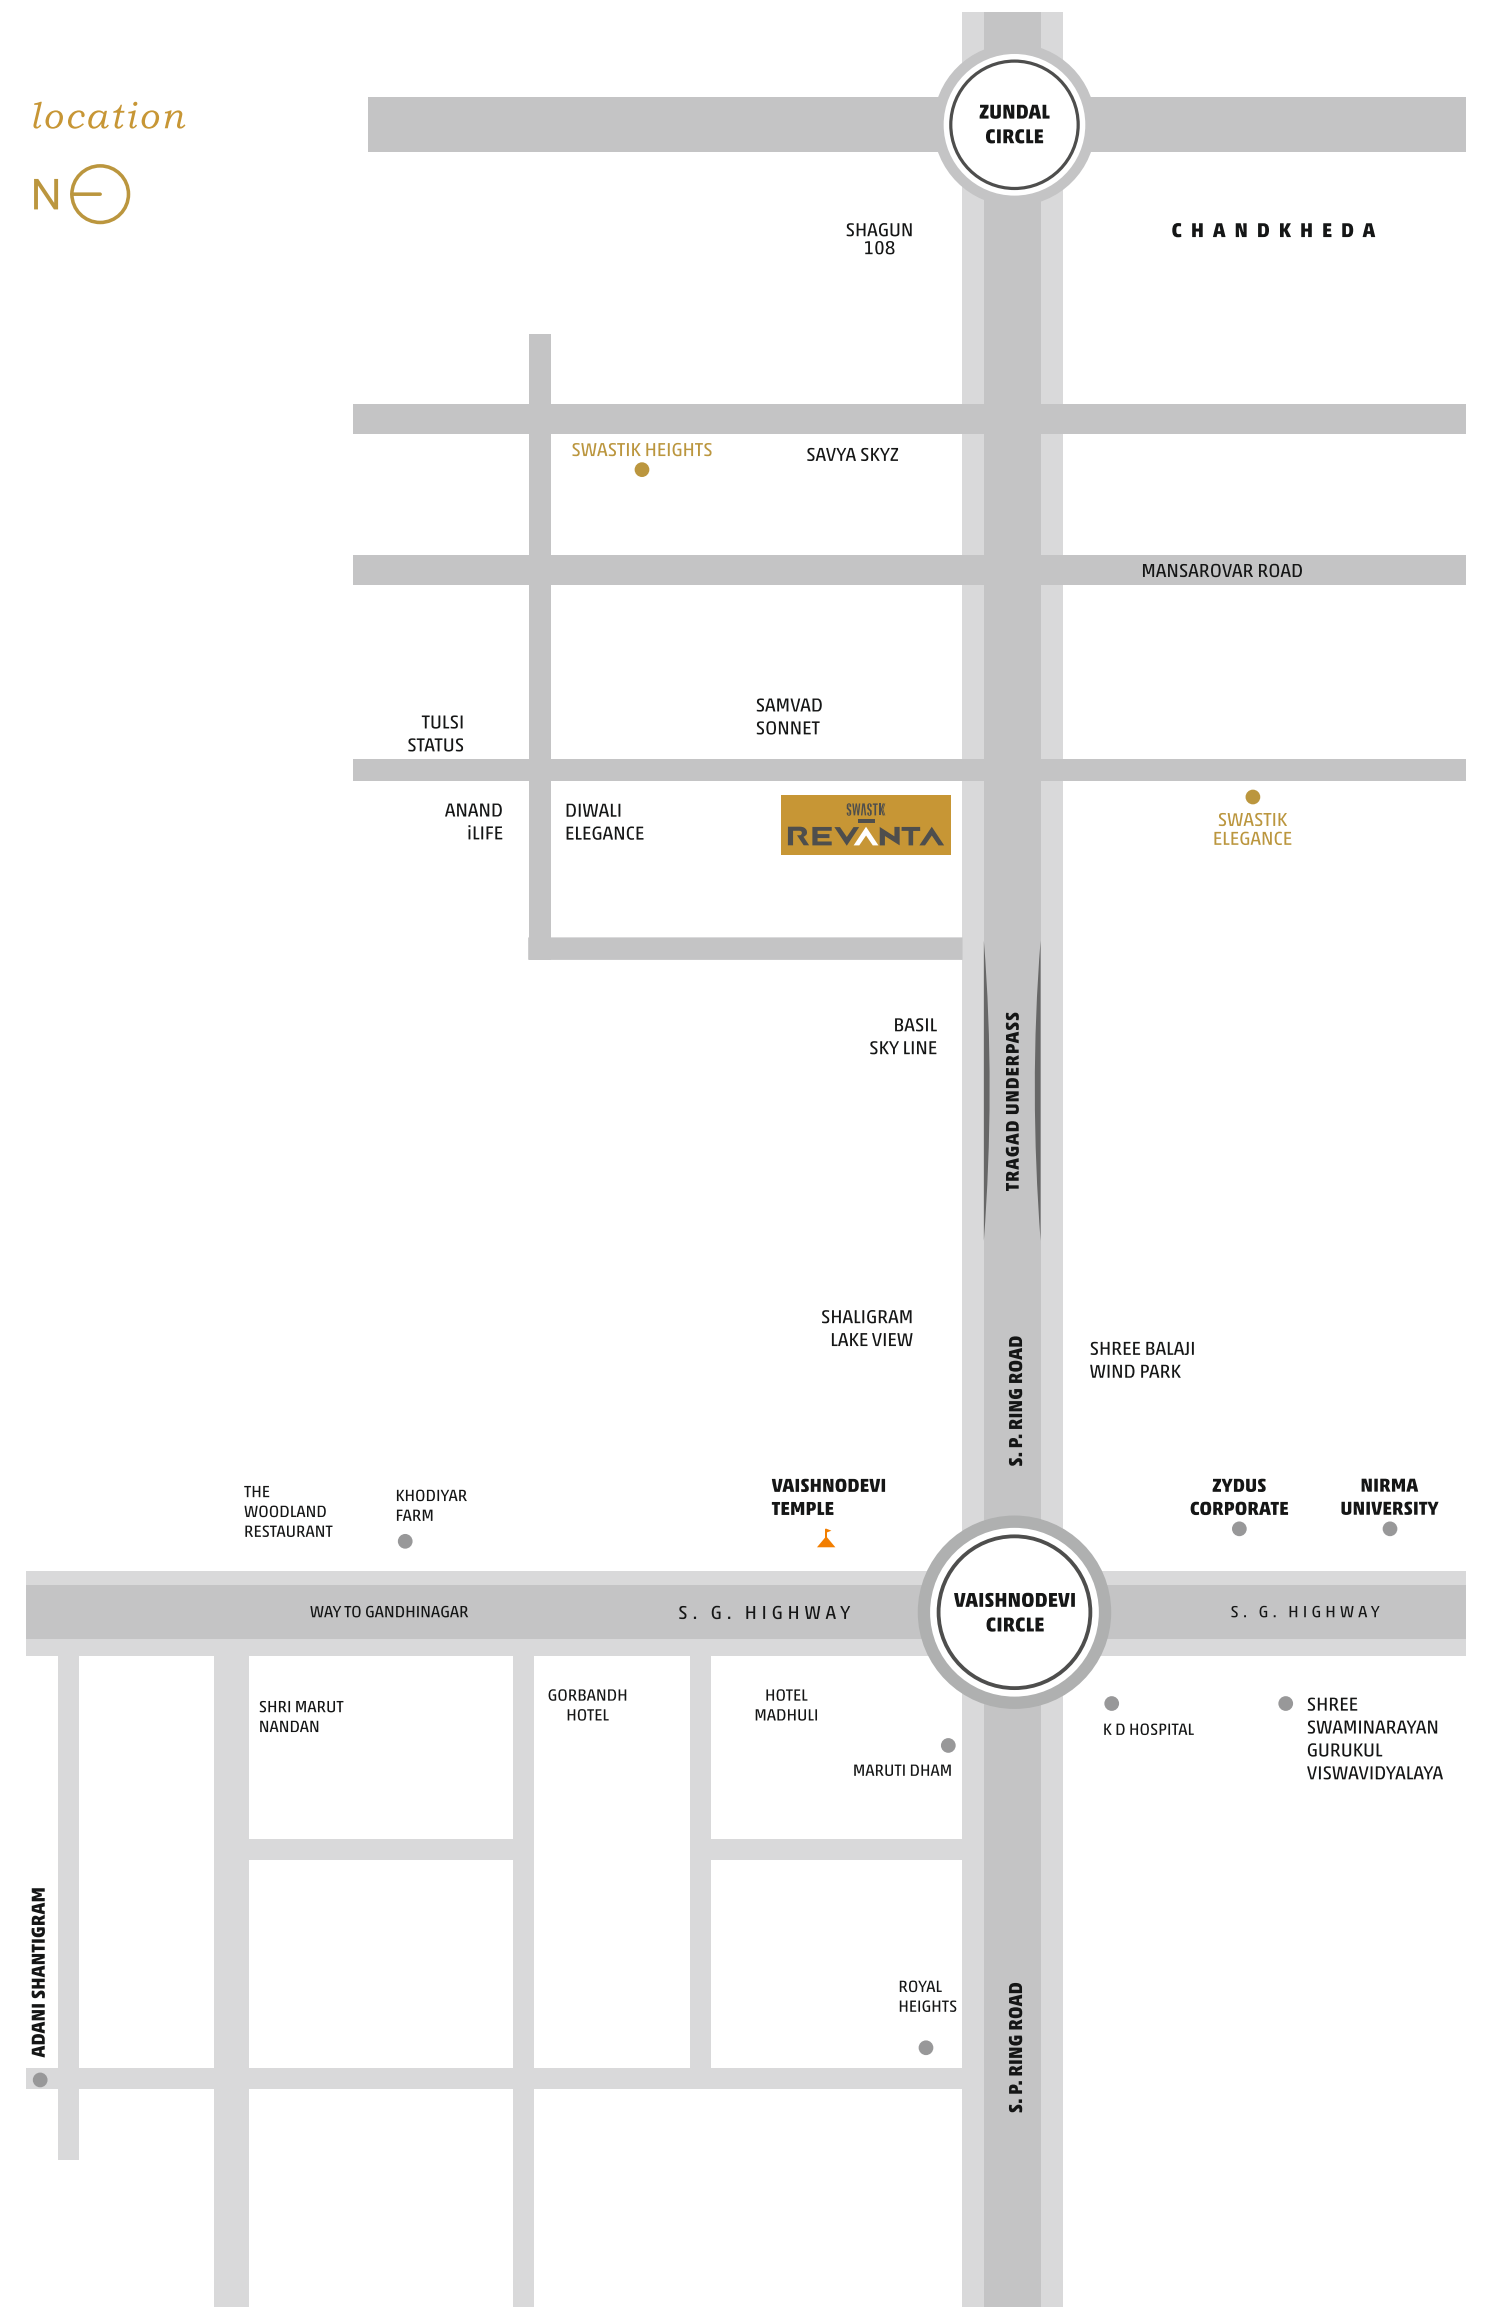 location
N
ZUNDAL
CIRCLE
SHAGUN
108
CHANDKHEDA
SWASTIK HEIGHTS
SAVYA SKYZ
MANSAROVAR ROAD
TULSI
STATUS
SAMVAD
SONNET
ANAND
iLIFE
DIWALI
ELEGANCE
SWASTIK
REVANTA
SWASTIK
ELEGANCE
BASIL
SKY LINE
TRAGAD UNDERPASS
SHALIGRAM
LAKE VIEW
S. P. RING ROAD
SHREE BALAJI
WIND PARK
THE
WOODLAND
RESTAURANT
KHODIYAR
FARM
VAISHNODEVI
TEMPLE
ZYDUS
CORPORATE
NIRMA
UNIVERSITY
WAY TO GANDHINAGAR
S. G. HIGHWAY
VAISHNODEVI
CIRCLE
S. G. HIGHWAY
SHRI MARUT
NANDAN
GORBANDH
HOTEL
HOTEL
MADHULI
MARUTI DHAM
K D HOSPITAL
SHREE
SWAMINARAYAN
GURUKUL
VISWAVIDYALAYA
ADANI SHANTIGRAM
ROYAL
HEIGHTS
S. P. RING ROAD